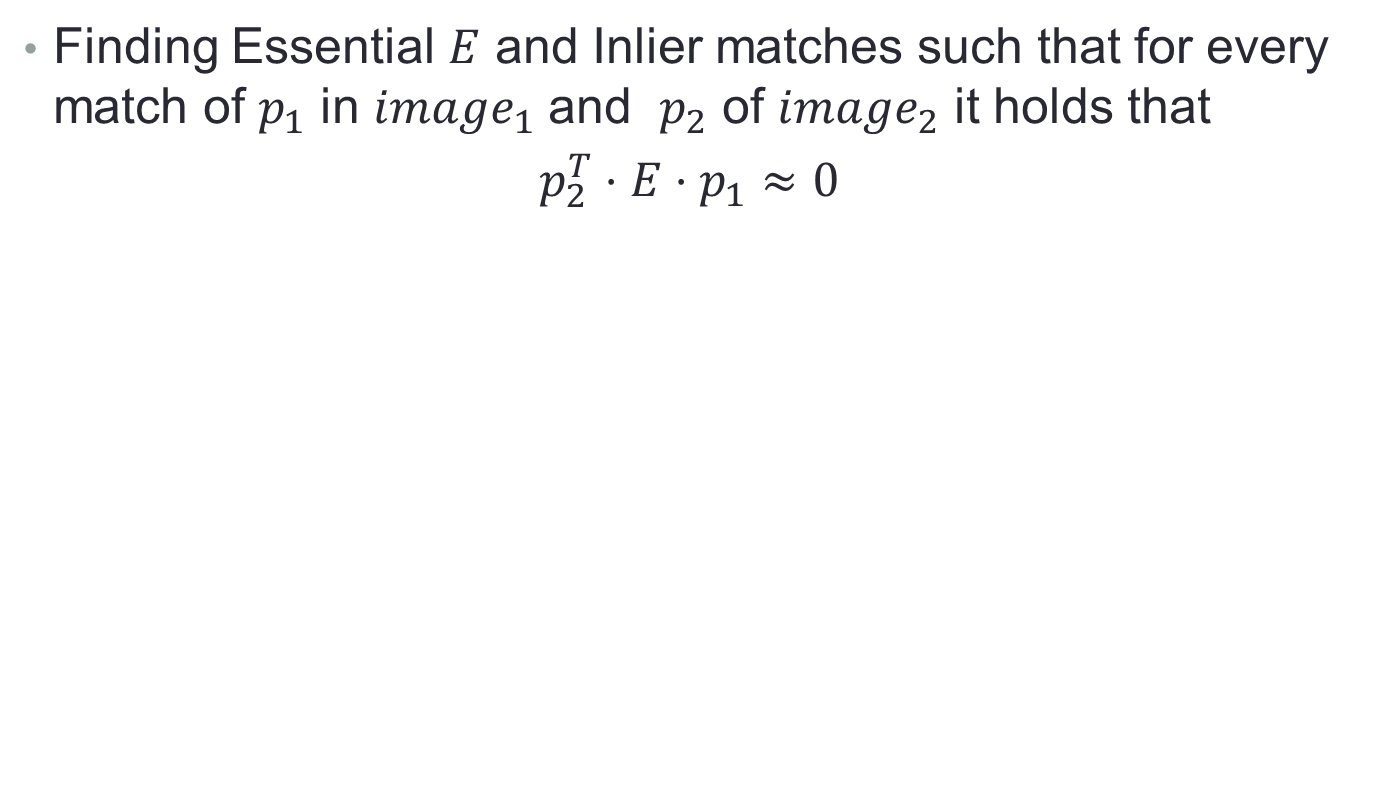 • Finding Essential 𝐸 and Inlier matches such that for every
match of 𝑝₁ in 𝑖𝑚𝑎𝑔𝑒₁ and 𝑝₂ of 𝑖𝑚𝑎𝑔𝑒₂ it holds that
𝑝₂ᵀ · 𝐸 · 𝑝₁ ≈ 0